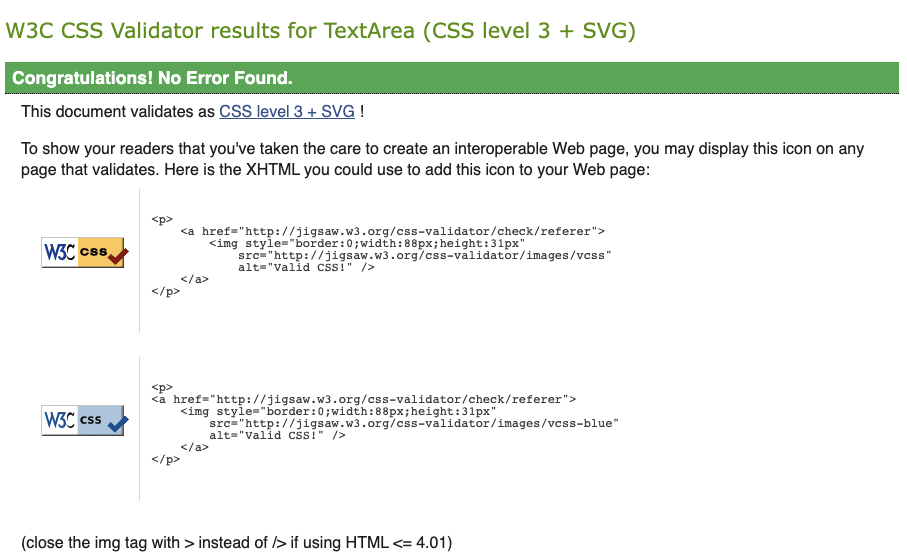 W3C CSS Validator results for TextArea (CSS level 3 + SVG)
Congratulations! No Error Found.
This document validates as CSS level 3 + SVG !
To show your readers that you've taken the care to create an interoperable Web page, you may display this icon on any
page that validates. Here is the XHTML you could use to add this icon to your Web page:
W3C css
<p>
    <a href="http://jigsaw.w3.org/css-validator/check/referer">
        <img style="border:0;width:88px;height:31px"
            src="http://jigsaw.w3.org/css-validator/images/vcss"
            alt="Valid CSS!" />
    </a>
</p>
W3C css
<p>
<a href="http://jigsaw.w3.org/css-validator/check/referer">
    <img style="border:0;width:88px;height:31px"
        src="http://jigsaw.w3.org/css-validator/images/vcss-blue"
        alt="Valid CSS!" />
    </a>
</p>
(close the img tag with > instead of /> if using HTML <= 4.01)